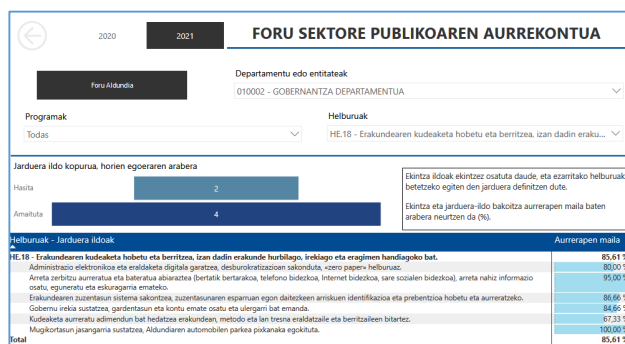 2020
2021
FORU SEKTORE PUBLIKOAREN AURREKONTUA
Foru Aldundia
Departamentu edo entitateak
010002 - GOBERNANTZA DEPARTAMENTUA
Programak
Helburuak
Todas
HE.18 - Erakundearen kudeaketa hobetu eta berritzea, izan dadin eraku...
Jarduera ildo kopurua, horien egoeraren arabera
Hasita
2
Amaituta
4
Ekintza ildoak ekintzez osatuta daude, eta ezarritako helburuak
betetzeko egiten den jarduera definitzen dute.
Ekintza eta jarduera-ildo bakoitza aurrerapen maila baten
arabera neurtzen da (%).
Helburuak - Jarduera ildoak
Aurrerapen maila
HE.18 - Erakundearen kudeaketa hobetu eta berritzea, izan dadin erakunde hurbilago, irekiago eta eragimen handiagoko bat.
85,61 %
Administrazio elektronikoa eta eraldaketa digitala garatzea, desburokratizazioan sakonduta, «zero paper» helburuaz.
80,00 %
Arreta zerbitzu aurreratua eta bateratua abiaraztea (bertatik bertarakoa, telefono bidezkoa, Internet bidezkoa, sare sozialen bidezkoa), arreta nahiz informazio
osatu, eguneratu eta eskuragarria emateko.
95,00 %
Erakundearen zuzentasun sistema sakontzea, zuzentasunaren esparruan egon daitezkeen arriskuen identifikazioa eta prebentzioa hobetu eta aurreratzeko.
86,66 %
Gobernu irekia sustatzea, gardentasun eta kontu emate osatu eta ulergarri bat emanda.
84,66 %
Kudeaketa aurreratu adimendun bat hedatzea erakundean, metodo eta lan tresna eraldatzaile eta berritzaileen bitartez.
67,33 %
Mugikortasun jasangarria sustatzea, Aldundiaren automobilen parkea pixkanaka egokituta.
100,00 %
Total
85,61 %